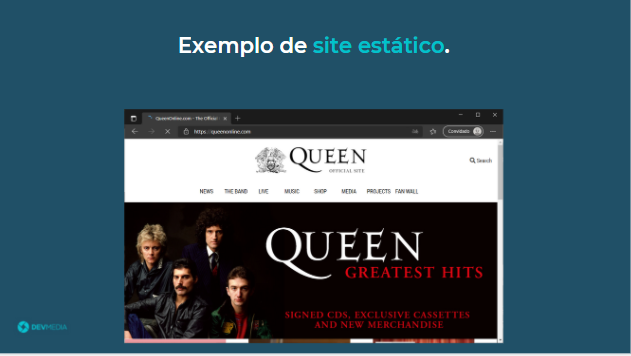 Exemplo de site estático.
QueenOnline.com - The Official
https://queenonline.com
Convidado
QUEEN
OFFICIAL SITE
Search
NEWS THE BAND LIVE MUSIC SHOP MEDIA PROJECTS FAN WALL
QUEEN
GREATEST HITS
SIGNED CDS, EXCLUSIVE CASSETTES
AND NEW MERCHANDISE
DEVMEDIA